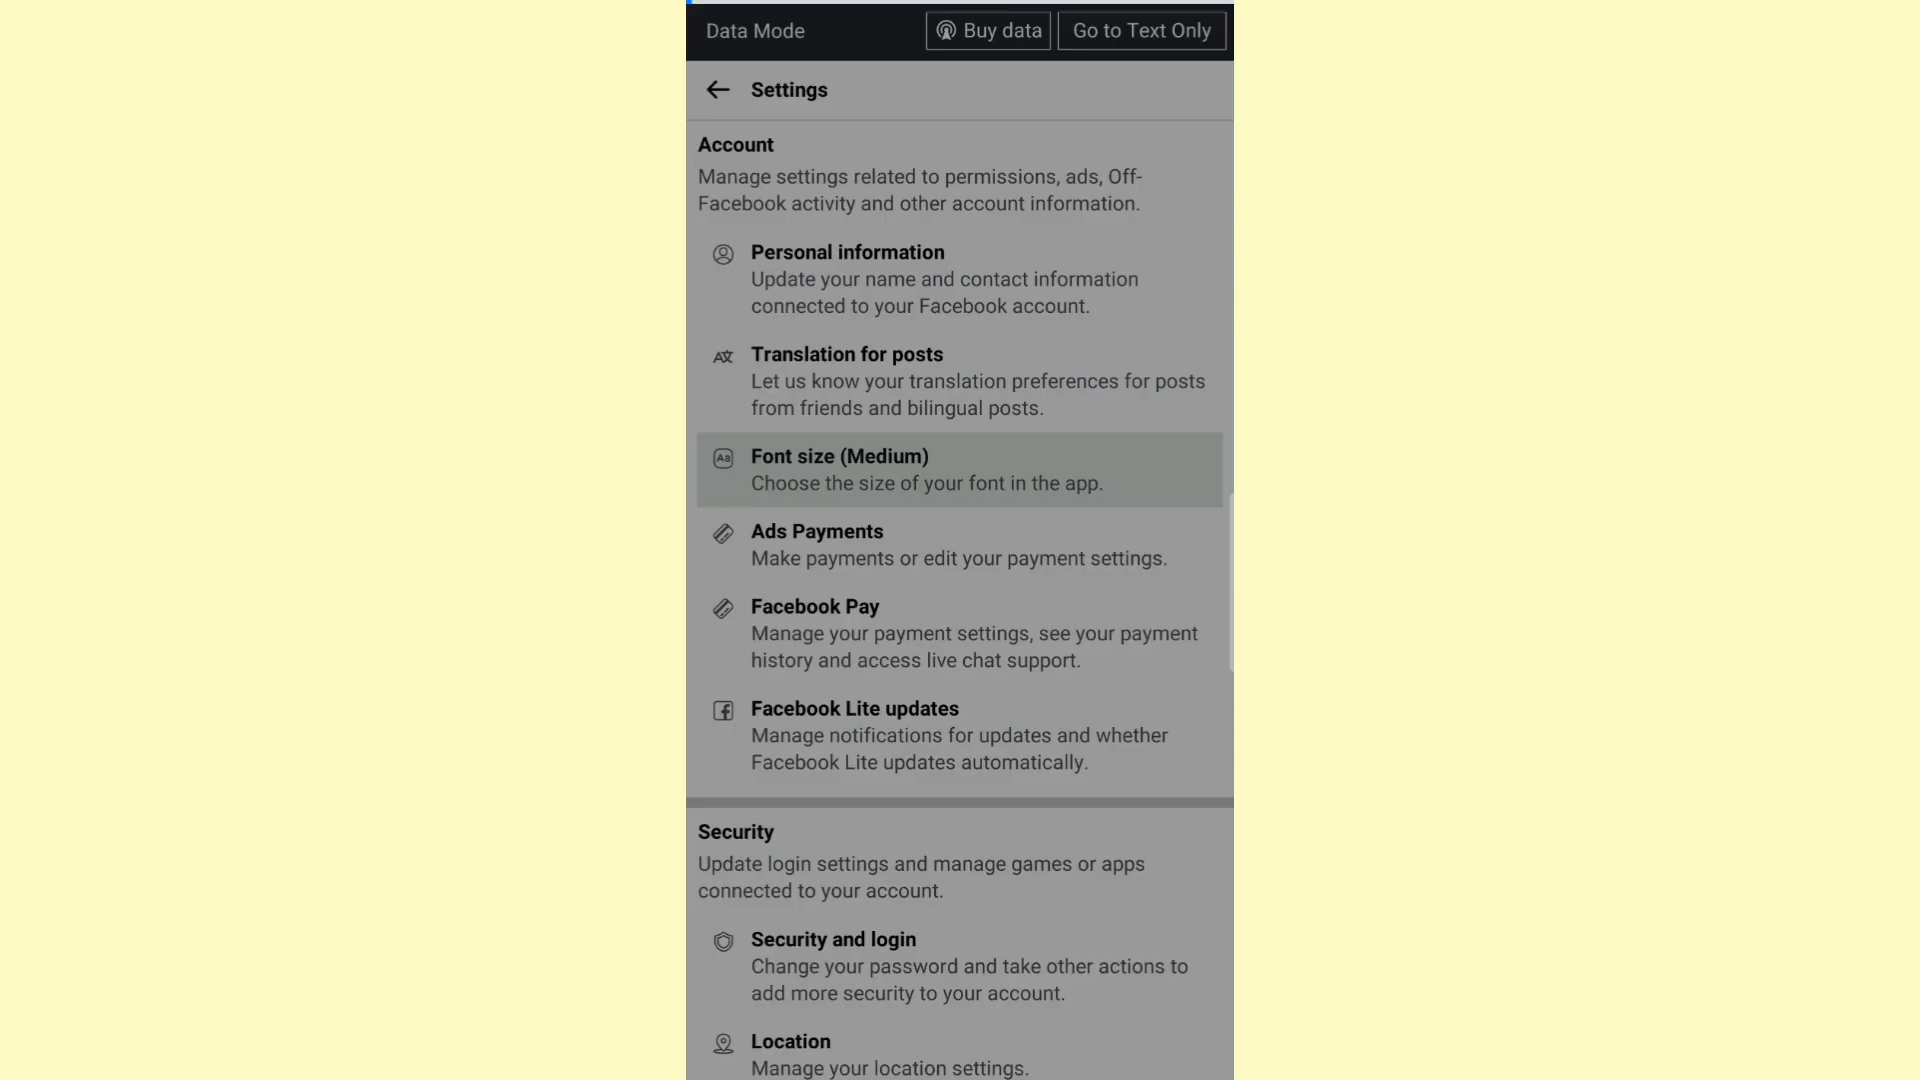 Data Mode
Buy data
Go to Text Only
Settings
Account
Manage settings related to permissions, ads, Off-
Facebook activity and other account information.
Personal information
Update your name and contact information
connected to your Facebook account.
Translation for posts
Let us know your translation preferences for posts
from friends and bilingual posts.
Aa
Font size (Medium)
Choose the size of your font in the app.
Ads Payments
Make payments or edit your payment settings.
Facebook Pay
Manage your payment settings, see your payment
history and access live chat support.
Facebook Lite updates
Manage notifications for updates and whether
Facebook Lite updates automatically.
Security
Update login settings and manage games or apps
connected to your account.
Security and login
Change your password and take other actions to
add more security to your account.
Location
Manage your location settings.